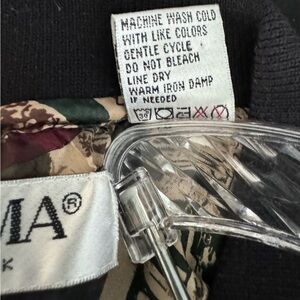 MACHINE WASH COLD
WITH LIKE COLORS
GENTLE CYCLE
DO NOT BLEACH
LINE DRY
WARM IRON DAMP
IF NEEDED
MA®
K